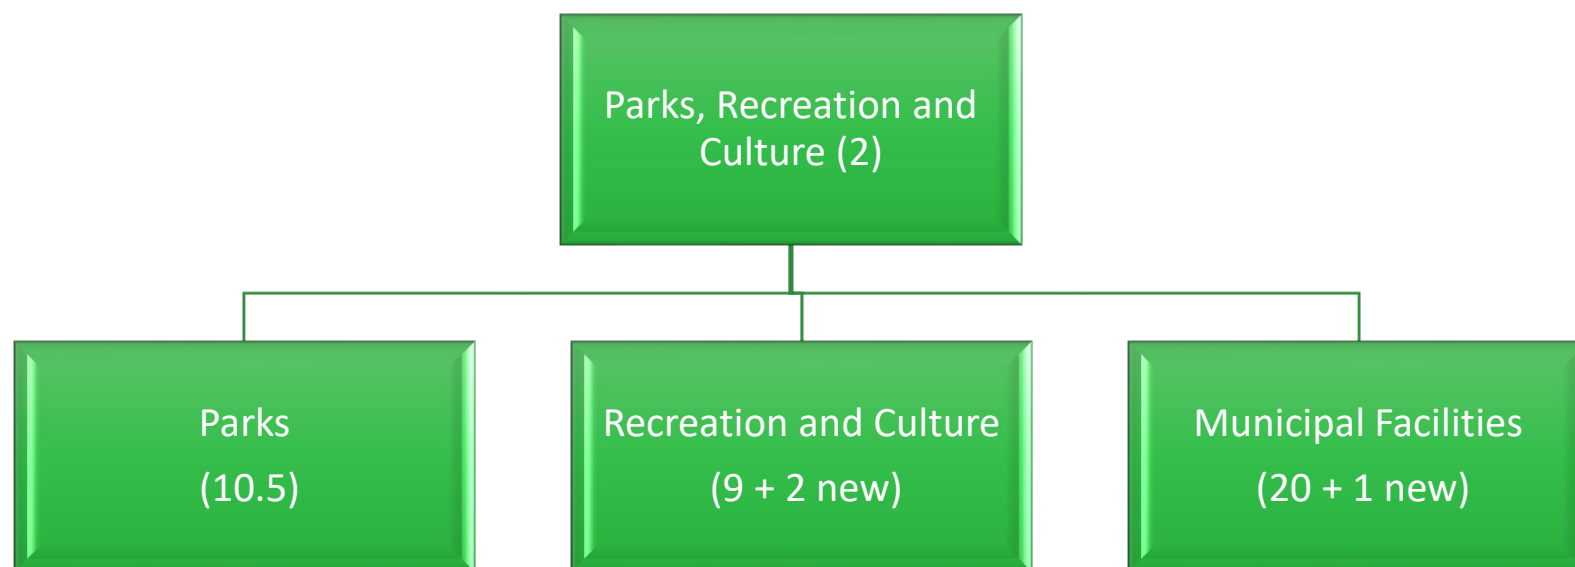 Parks, Recreation and
Culture (2)
Parks
(10.5)
Recreation and Culture
(9 + 2 new)
Municipal Facilities
(20 + 1 new)